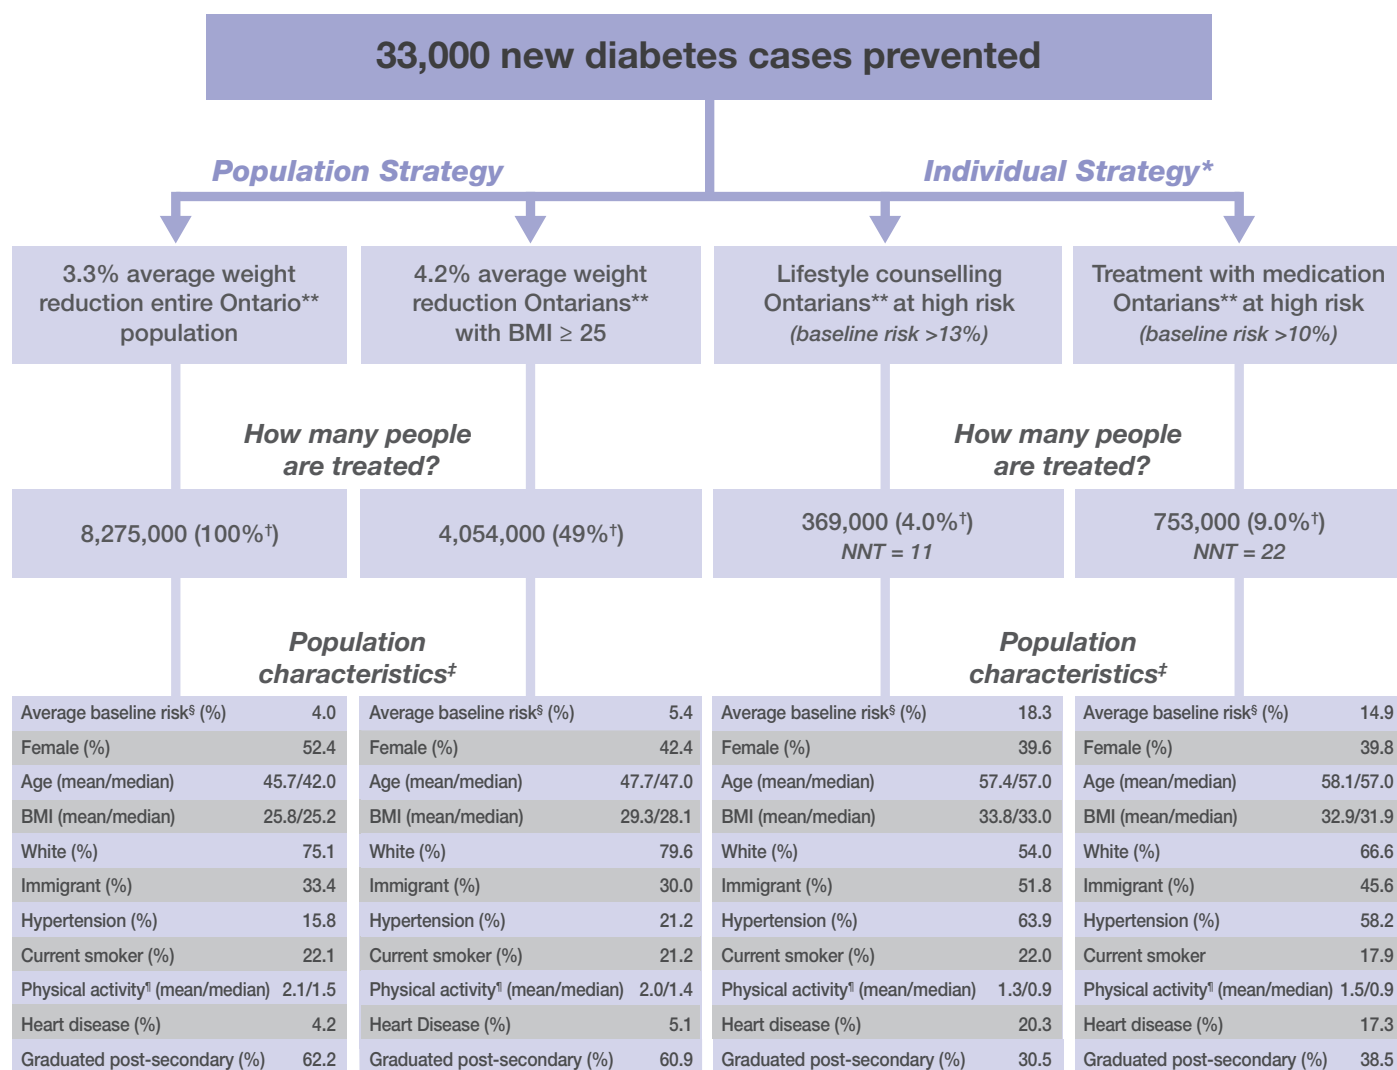 33,000 new diabetes cases prevented
Population Strategy
Individual Strategy*
3.3% average weight
reduction entire Ontario**
population
4.2% average weight
reduction Ontarians**
with BMI ≥ 25
Lifestyle counselling
Ontarians** at high risk
(baseline risk >13%)
Treatment with medication
Ontarians** at high risk
(baseline risk >10%)
How many people
are treated?
How many people
are treated?
8,275,000 (100%†)
4,054,000 (49%†)
369,000 (4.0%†)
NNT = 11
753,000 (9.0%†)
NNT = 22
Population
characteristics‡
Population
characteristics‡
Average baseline risk§ (%) 4.0
Female (%) 52.4
Age (mean/median) 45.7/42.0
BMI (mean/median) 25.8/25.2
White (%) 75.1
Immigrant (%) 33.4
Hypertension (%) 15.8
Current smoker (%) 22.1
Physical activity¶ (mean/median) 2.1/1.5
Heart disease (%) 4.2
Graduated post-secondary (%) 62.2
Average baseline risk§ (%) 5.4
Female (%) 42.4
Age (mean/median) 47.7/47.0
BMI (mean/median) 29.3/28.1
White (%) 79.6
Immigrant (%) 30.0
Hypertension (%) 21.2
Current smoker (%) 21.2
Physical activity¶ (mean/median) 2.0/1.4
Heart Disease (%) 5.1
Graduated post-secondary (%) 60.9
Average baseline risk§ (%) 18.3
Female (%) 39.6
Age (mean/median) 57.4/57.0
BMI (mean/median) 33.8/33.0
White (%) 54.0
Immigrant (%) 51.8
Hypertension (%) 63.9
Current smoker (%) 22.0
Physical activity¶ (mean/median) 1.3/0.9
Heart disease (%) 20.3
Graduated post-secondary (%) 30.5
Average baseline risk§ (%) 14.9
Female (%) 39.8
Age (mean/median) 58.1/57.0
BMI (mean/median) 32.9/31.9
White (%) 66.6
Immigrant (%) 45.6
Hypertension (%) 58.2
Current smoker 17.9
Physical activity¶ (mean/median) 1.5/0.9
Heart disease (%) 17.3
Graduated post-secondary (%) 38.5